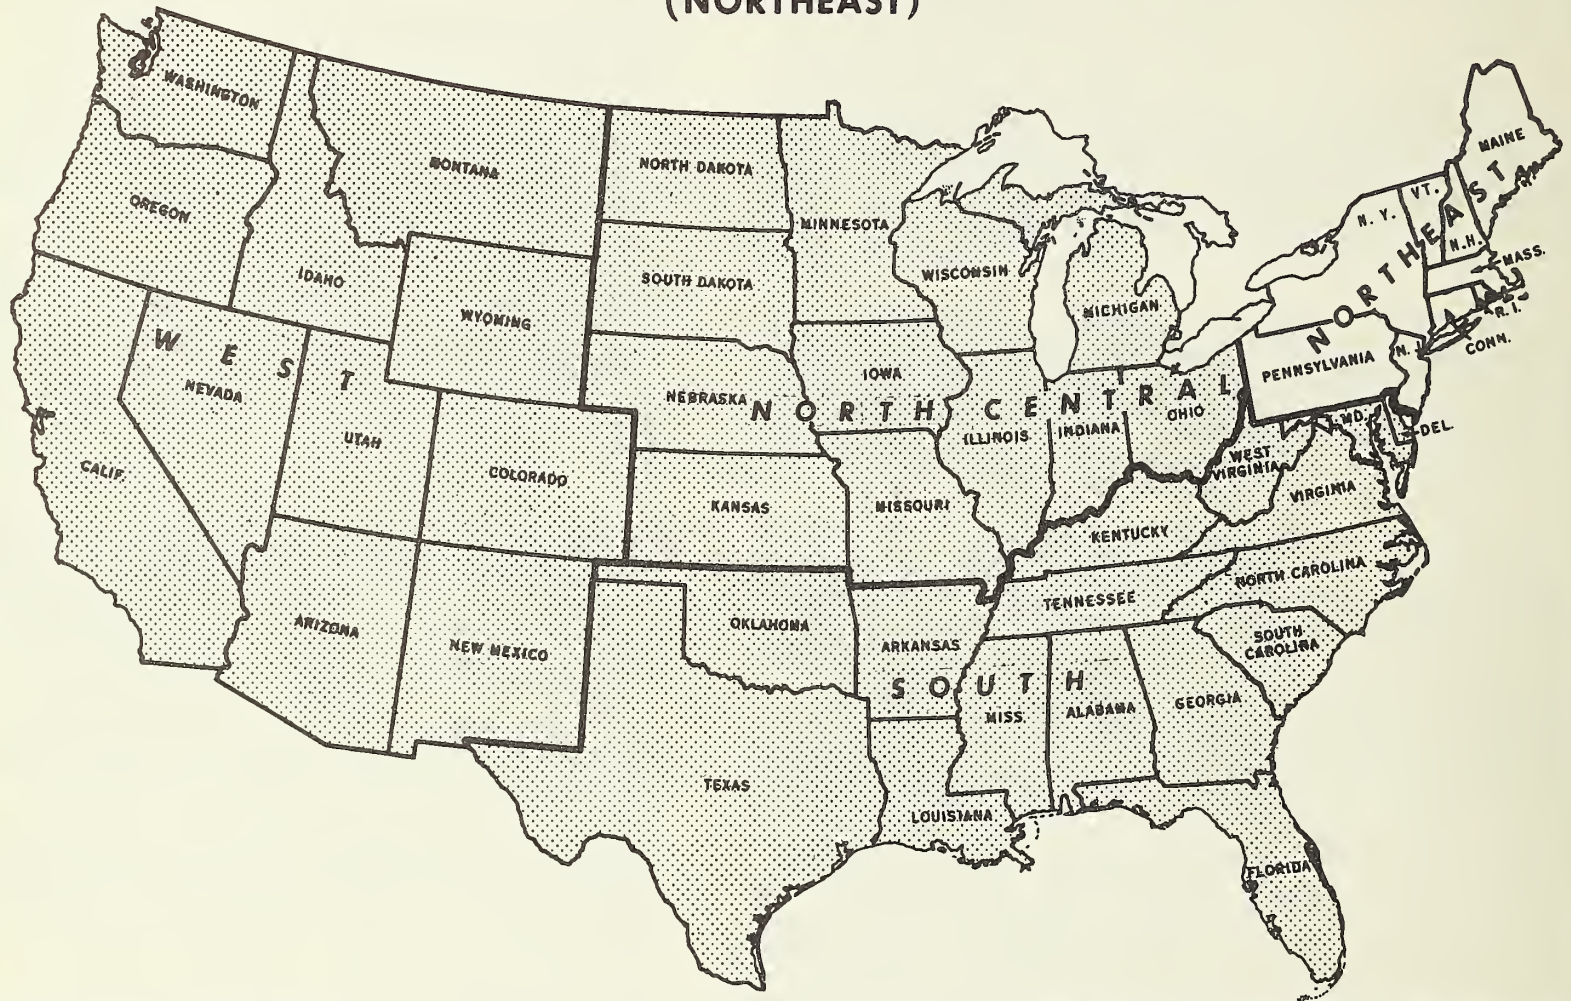 (NORTHEAST)
WASHINGTON
OREGON
CALIF.
IDAHO
NEVADA
MONTANA
WYOMING
UTAH
COLORADO
ARIZONA
NEW MEXICO
WEST
NORTH DAKOTA
SOUTH DAKOTA
NEBRASKA
KANSAS
MINNESOTA
IOWA
MISSOURI
WISCONSIN
ILLINOIS
MICHIGAN
INDIANA
OHIO
NORTH CENTRAL
OKLAHOMA
TEXAS
ARKANSAS
LOUISIANA
MISS.
ALABAMA
TENNESSEE
KENTUCKY
WEST
VIRGINIA
VIRGINIA
MD.
DEL.
NORTH CAROLINA
SOUTH
CAROLINA
GEORGIA
FLORIDA
SOUTH
MAINE
VT.
N.H.
N.Y.
MASS.
R.I.
CONN.
N.J.
PENNSYLVANIA
NORTHEAST